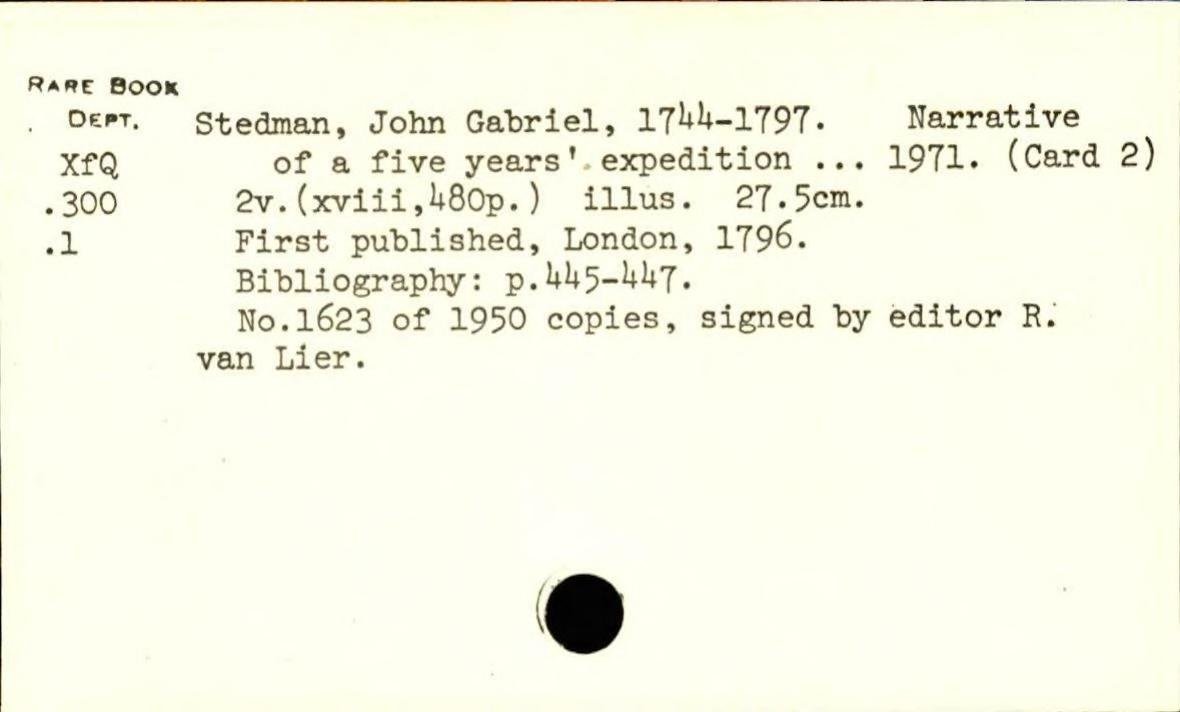 RARE BOOK
DEPT.
Stedman, John Gabriel, 1744-1797. Narrative
XfQ of a five years' expedition ... 1971. (Card 2)
.300 2v.(xviii,480p.) illus. 27.5cm.
.1 First published, London, 1796.
Bibliography: p.445-447.
No.1623 of 1950 copies, signed by editor R.
van Lier.